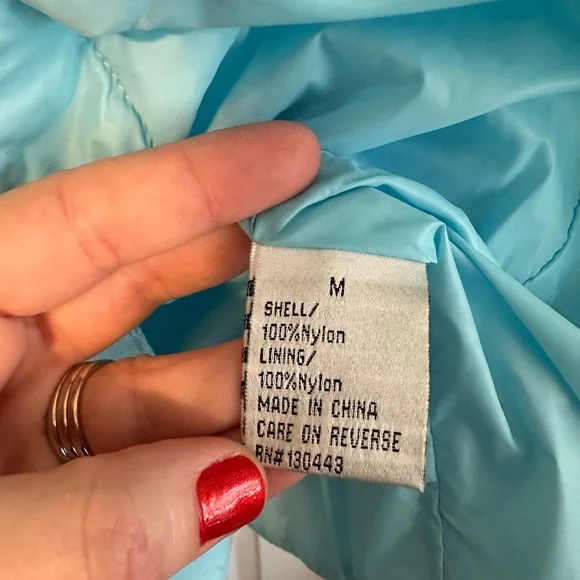 M
SHELL/
100%Nylon
LINING/
100%Nylon
MADE IN CHINA
CARE ON REVERSE
RN#130443